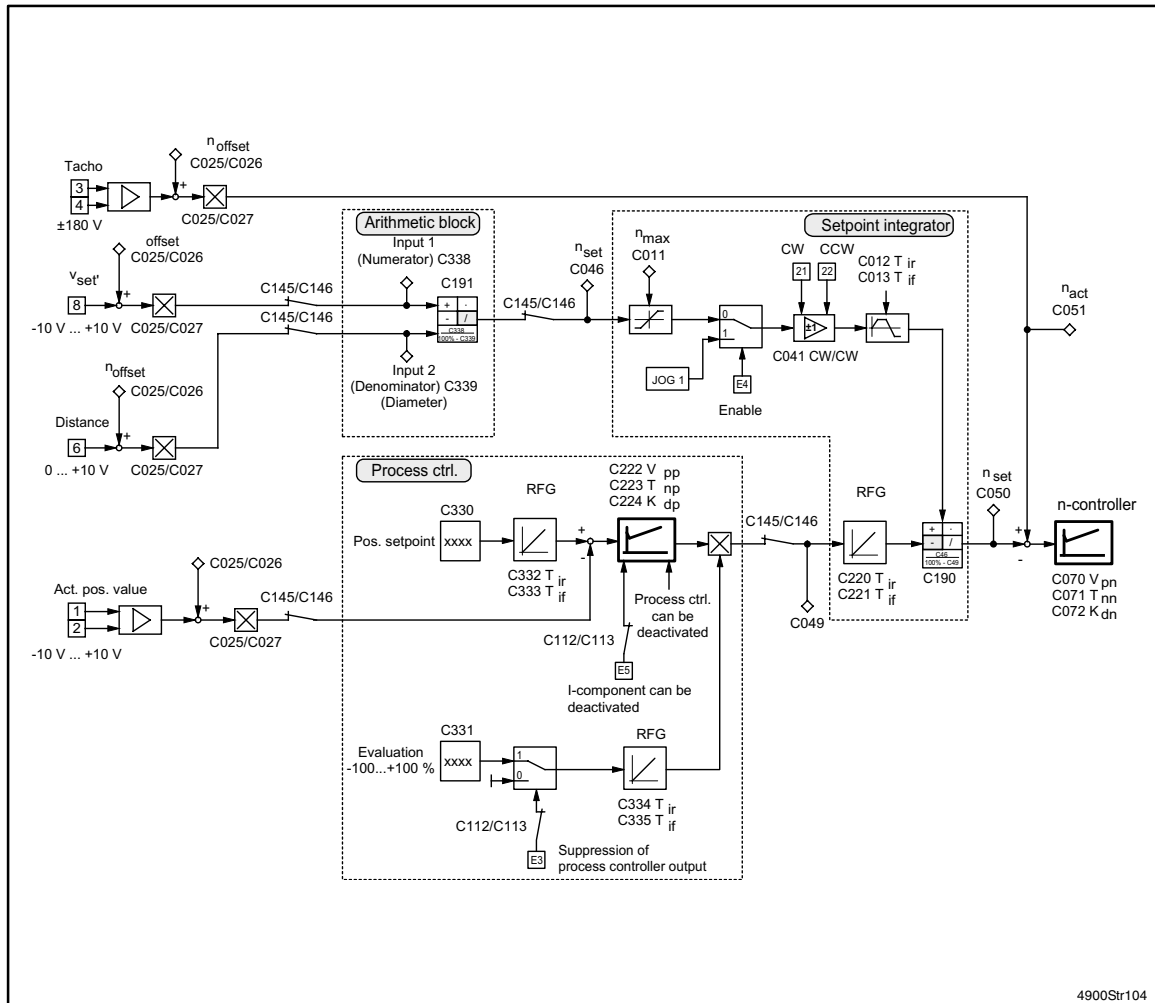 n offset
C025/C026
Tacho
3
4
±180 V
+
C025/C027
offset
C025/C026
vset'
8
-10 V ... +10 V
+
C025/C027
noffset
C025/C026
Distance
6
0 ... +10 V
+
C025/C027
C145/C146
C145/C146
Arithmetic block
Input 1
(Numerator) C338
C191
+ ·
- /
C338
100% - C339
Input 2
(Denominator) C339
(Diameter)
C145/C146
nset
C046
Setpoint integrator
nmax
C011
0
1
JOG 1
E4
Enable
CW
CCW
21
22
±1
C041 CW/CW
C012 T ir
C013 T if
nact
C051
Process ctrl.
C330
Pos. setpoint
xxxx
RFG
C332 T ir
C333 T if
+
-
C222 V pp
C223 T np
C224 K dp
Process ctrl.
can be
deactivated
C112/C113
E5
I-component can be
deactivated
C145/C146
C049
RFG
C220 T ir
C221 T if
+ ·
- /
C46
100% - C49
C190
n set
C050
+
-
n-controller
C070 V pn
C071 T nn
C072 K dn
Act. pos. value
1
2
-10 V ... +10 V
C025/C026
+
C025/C027
C145/C146
C331
Evaluation
-100...+100 %
xxxx
1
0
C112/C113
E3
Suppression of
process controller output
RFG
C334 T ir
C335 T if
4900Str104